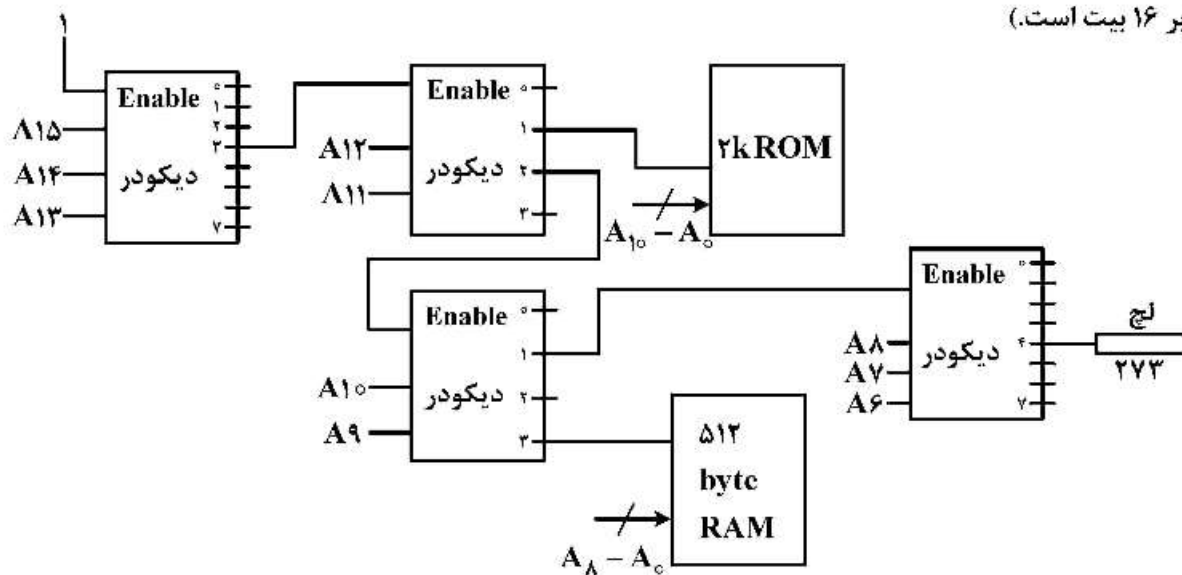 بر ۱۶ بیت است.)
۱
Enable
A۱۵
A۱۴
A۱۳
دیکودر
۰
۱
۲
۳
۷
Enable
A۱۲
A۱۱
دیکودر
۰
۱
۲
۳
۲k ROM
A۱۰ – A۰
Enable
A۱۰
A۹
دیکودر
۰
۱
۲
۳
۵۱۲
byte
RAM
A۸ – A۰
Enable
A۸
A۷
A۶
دیکودر
۰
۴
۷
لچ
۲۷۳